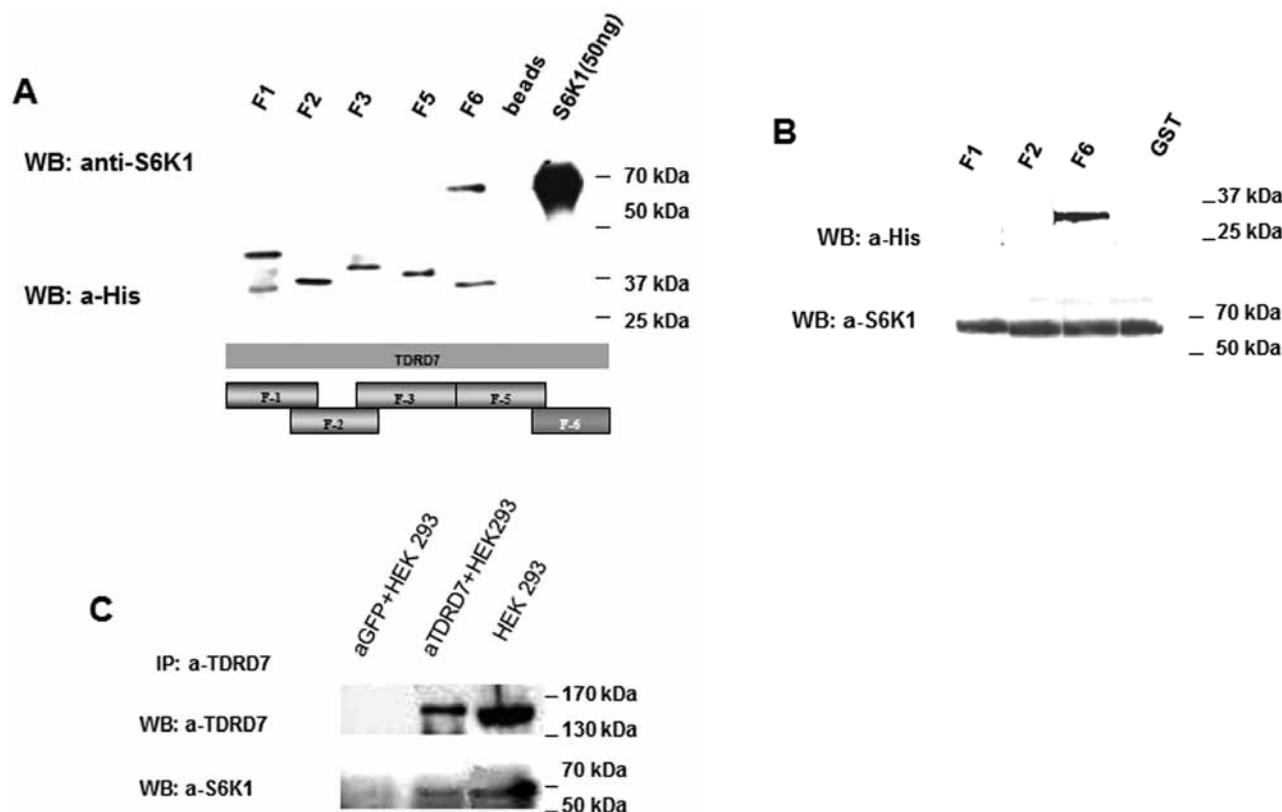 A
F1 F2 F3 F5 F6 beads S6K1(50ng)
WB: anti-S6K1
70 kDa
50 kDa
WB: a-His
37 kDa
25 kDa
TDRD7
F-1 F-3 F-5
F-2 F-6
B
F1 F2 F6 GST
37 kDa
WB: a-His
25 kDa
WB: a-S6K1
70 kDa
50 kDa
C
aGFP+HEK 293 aTDRD7+HEK293 HEK 293
IP: a-TDRD7
170 kDa
WB: a-TDRD7
130 kDa
70 kDa
WB: a-S6K1
50 kDa